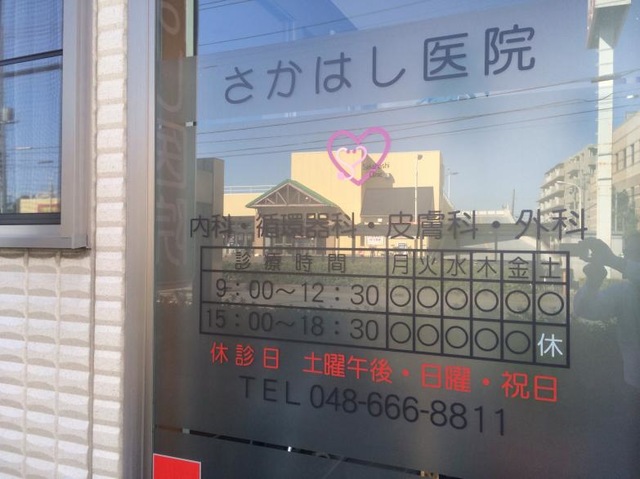 さかはし医院
Sakahashi
Clinic
内科・循環器科・皮膚科・外科
診療時間 月 火 水 木 金 土
9：00～12：30 ○ ○ ○ ○ ○ ○
15：00～18：30 ○ ○ ○ ○ ○ 休
休診日 土曜午後・日曜・祝日
TEL 048-666-8811